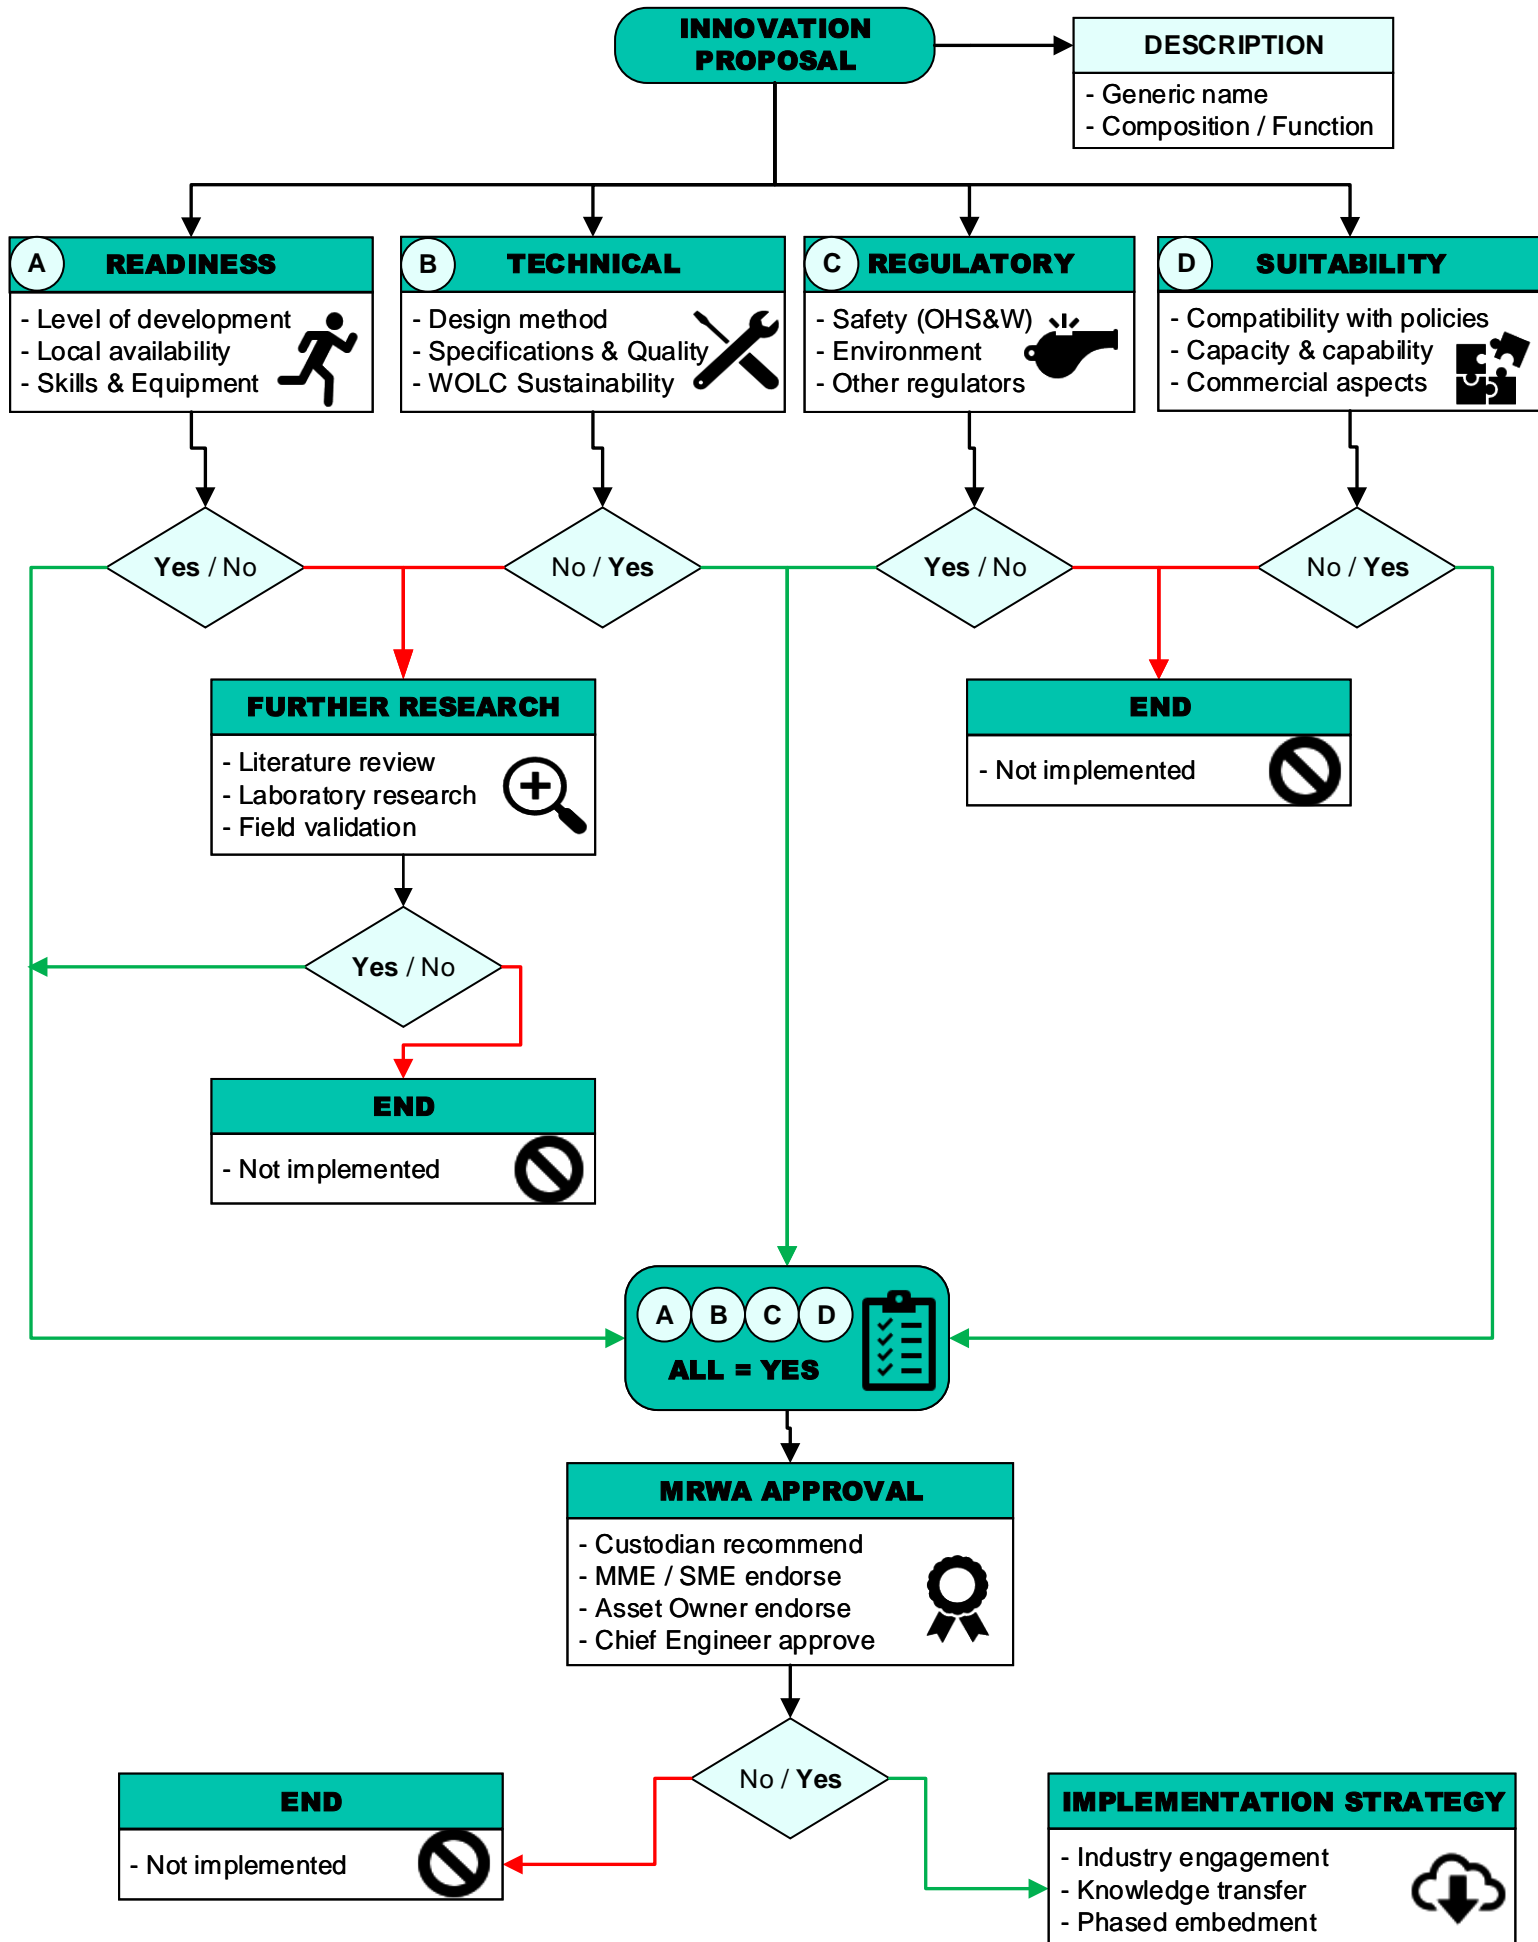 INNOVATION
PROPOSAL
DESCRIPTION
- Generic name
- Composition / Function
A
READINESS
- Level of development
- Local availability
- Skills & Equipment
B
TECHNICAL
- Design method
- Specifications & Quality
- WOLC Sustainability
C
REGULATORY
- Safety (OHS&W)
- Environment
- Other regulators
D
SUITABILITY
- Compatibility with policies
- Capacity & capability
- Commercial aspects
Yes / No
No / Yes
Yes / No
No / Yes
FURTHER RESEARCH
- Literature review
- Laboratory research
- Field validation
END
- Not implemented
Yes / No
END
- Not implemented
A B C D
ALL = YES
MRWA APPROVAL
- Custodian recommend
- MME / SME endorse
- Asset Owner endorse
- Chief Engineer approve
No / Yes
END
- Not implemented
IMPLEMENTATION STRATEGY
- Industry engagement
- Knowledge transfer
- Phased embedment